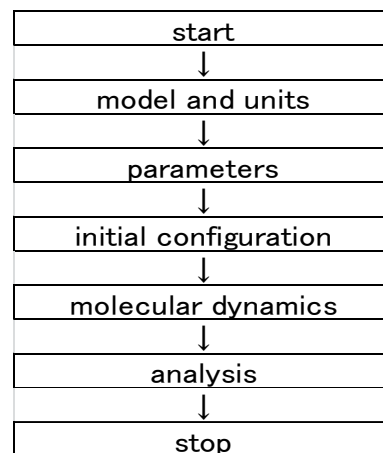 start
↓
model and units
↓
parameters
↓
initial configuration
↓
molecular dynamics
↓
analysis
↓
stop